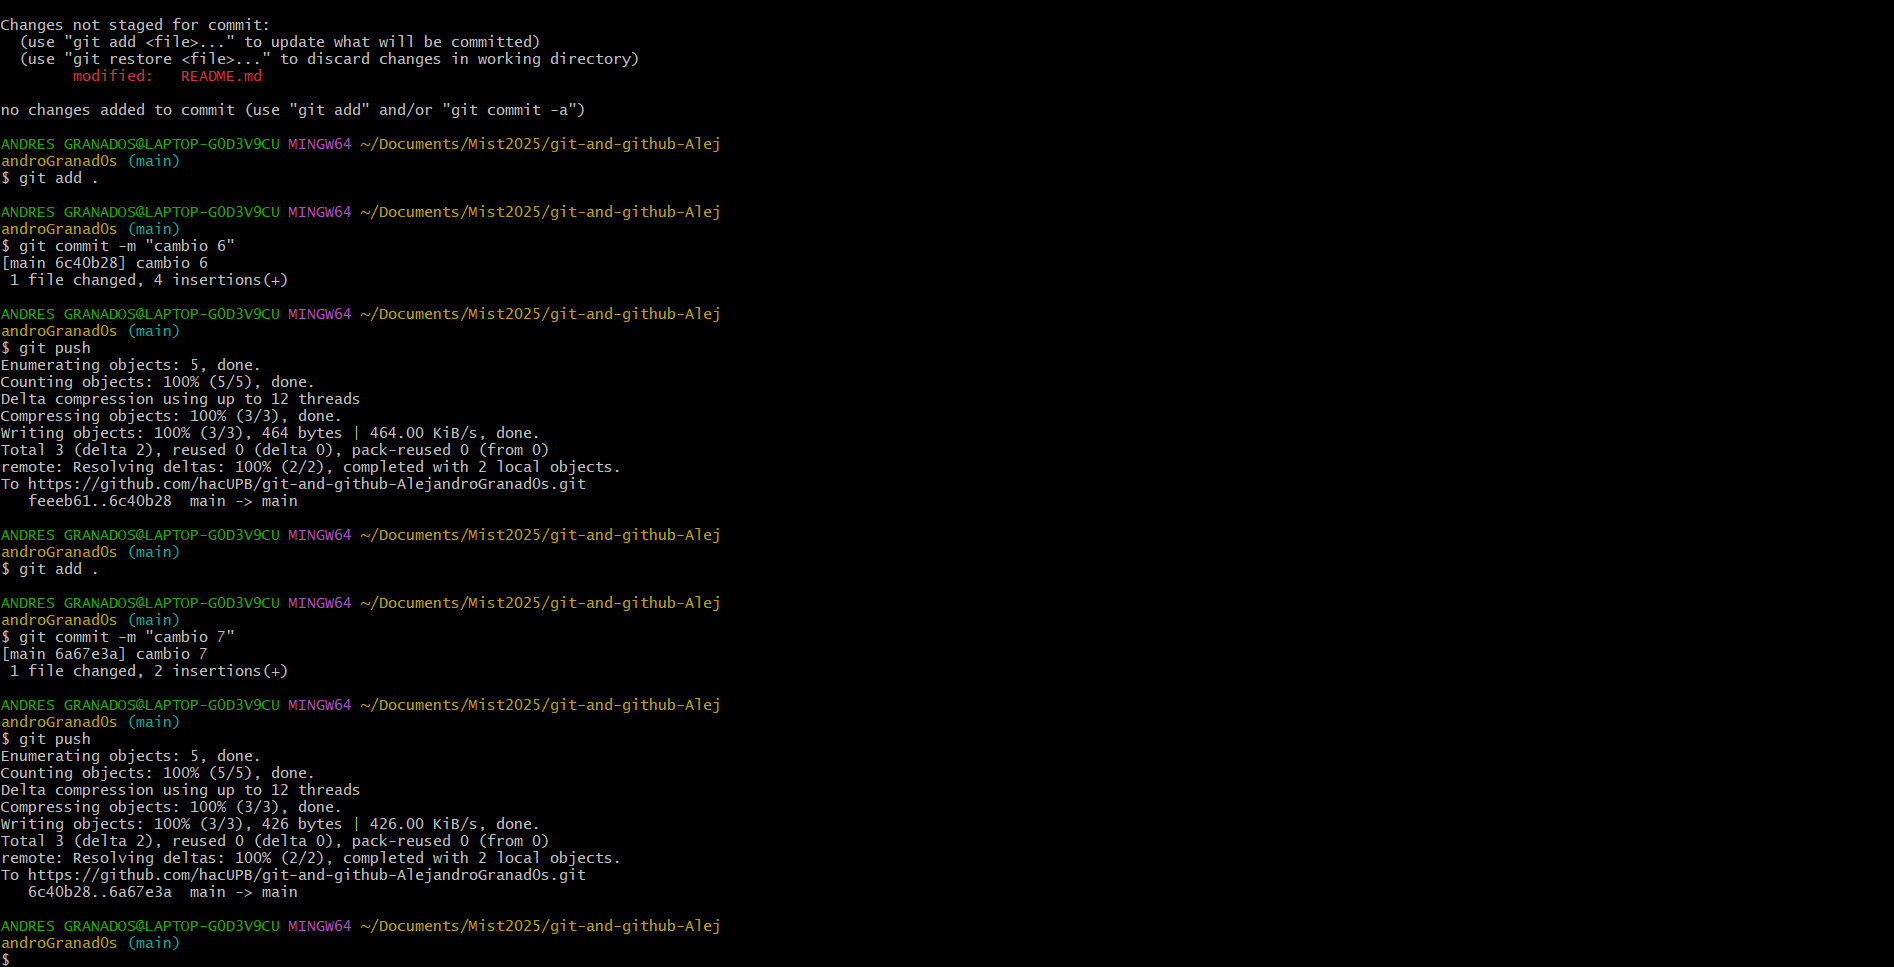 Changes not staged for commit:
  (use "git add <file>..." to update what will be committed)
  (use "git restore <file>..." to discard changes in working directory)
        modified:   README.md

no changes added to commit (use "git add" and/or "git commit -a")

ANDRES GRANADOS@LAPTOP-G0D3V9CU MINGW64 ~/Documents/Mist2025/git-and-github-Alej
androGranad0s (main)
$ git add .

ANDRES GRANADOS@LAPTOP-G0D3V9CU MINGW64 ~/Documents/Mist2025/git-and-github-Alej
androGranad0s (main)
$ git commit -m "cambio 6"
[main 6c40b28] cambio 6
 1 file changed, 4 insertions(+)

ANDRES GRANADOS@LAPTOP-G0D3V9CU MINGW64 ~/Documents/Mist2025/git-and-github-Alej
androGranad0s (main)
$ git push
Enumerating objects: 5, done.
Counting objects: 100% (5/5), done.
Delta compression using up to 12 threads
Compressing objects: 100% (3/3), done.
Writing objects: 100% (3/3), 464 bytes | 464.00 KiB/s, done.
Total 3 (delta 2), reused 0 (delta 0), pack-reused 0 (from 0)
remote: Resolving deltas: 100% (2/2), completed with 2 local objects.
To https://github.com/hacUPB/git-and-github-AlejandroGranad0s.git
   feeeb61..6c40b28  main -> main

ANDRES GRANADOS@LAPTOP-G0D3V9CU MINGW64 ~/Documents/Mist2025/git-and-github-Alej
androGranad0s (main)
$ git add .

ANDRES GRANADOS@LAPTOP-G0D3V9CU MINGW64 ~/Documents/Mist2025/git-and-github-Alej
androGranad0s (main)
$ git commit -m "cambio 7"
[main 6a67e3a] cambio 7
 1 file changed, 2 insertions(+)

ANDRES GRANADOS@LAPTOP-G0D3V9CU MINGW64 ~/Documents/Mist2025/git-and-github-Alej
androGranad0s (main)
$ git push
Enumerating objects: 5, done.
Counting objects: 100% (5/5), done.
Delta compression using up to 12 threads
Compressing objects: 100% (3/3), done.
Writing objects: 100% (3/3), 426 bytes | 426.00 KiB/s, done.
Total 3 (delta 2), reused 0 (delta 0), pack-reused 0 (from 0)
remote: Resolving deltas: 100% (2/2), completed with 2 local objects.
To https://github.com/hacUPB/git-and-github-AlejandroGranad0s.git
   6c40b28..6a67e3a  main -> main

ANDRES GRANADOS@LAPTOP-G0D3V9CU MINGW64 ~/Documents/Mist2025/git-and-github-Alej
androGranad0s (main)
$